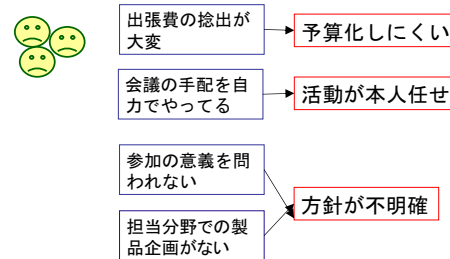 出張費の捻出が
大変
予算化しにくい
会議の手配を自
力でやってる
活動が本人任せ
参加の意義を問
われない
方針が不明確
担当分野での製
品企画がない